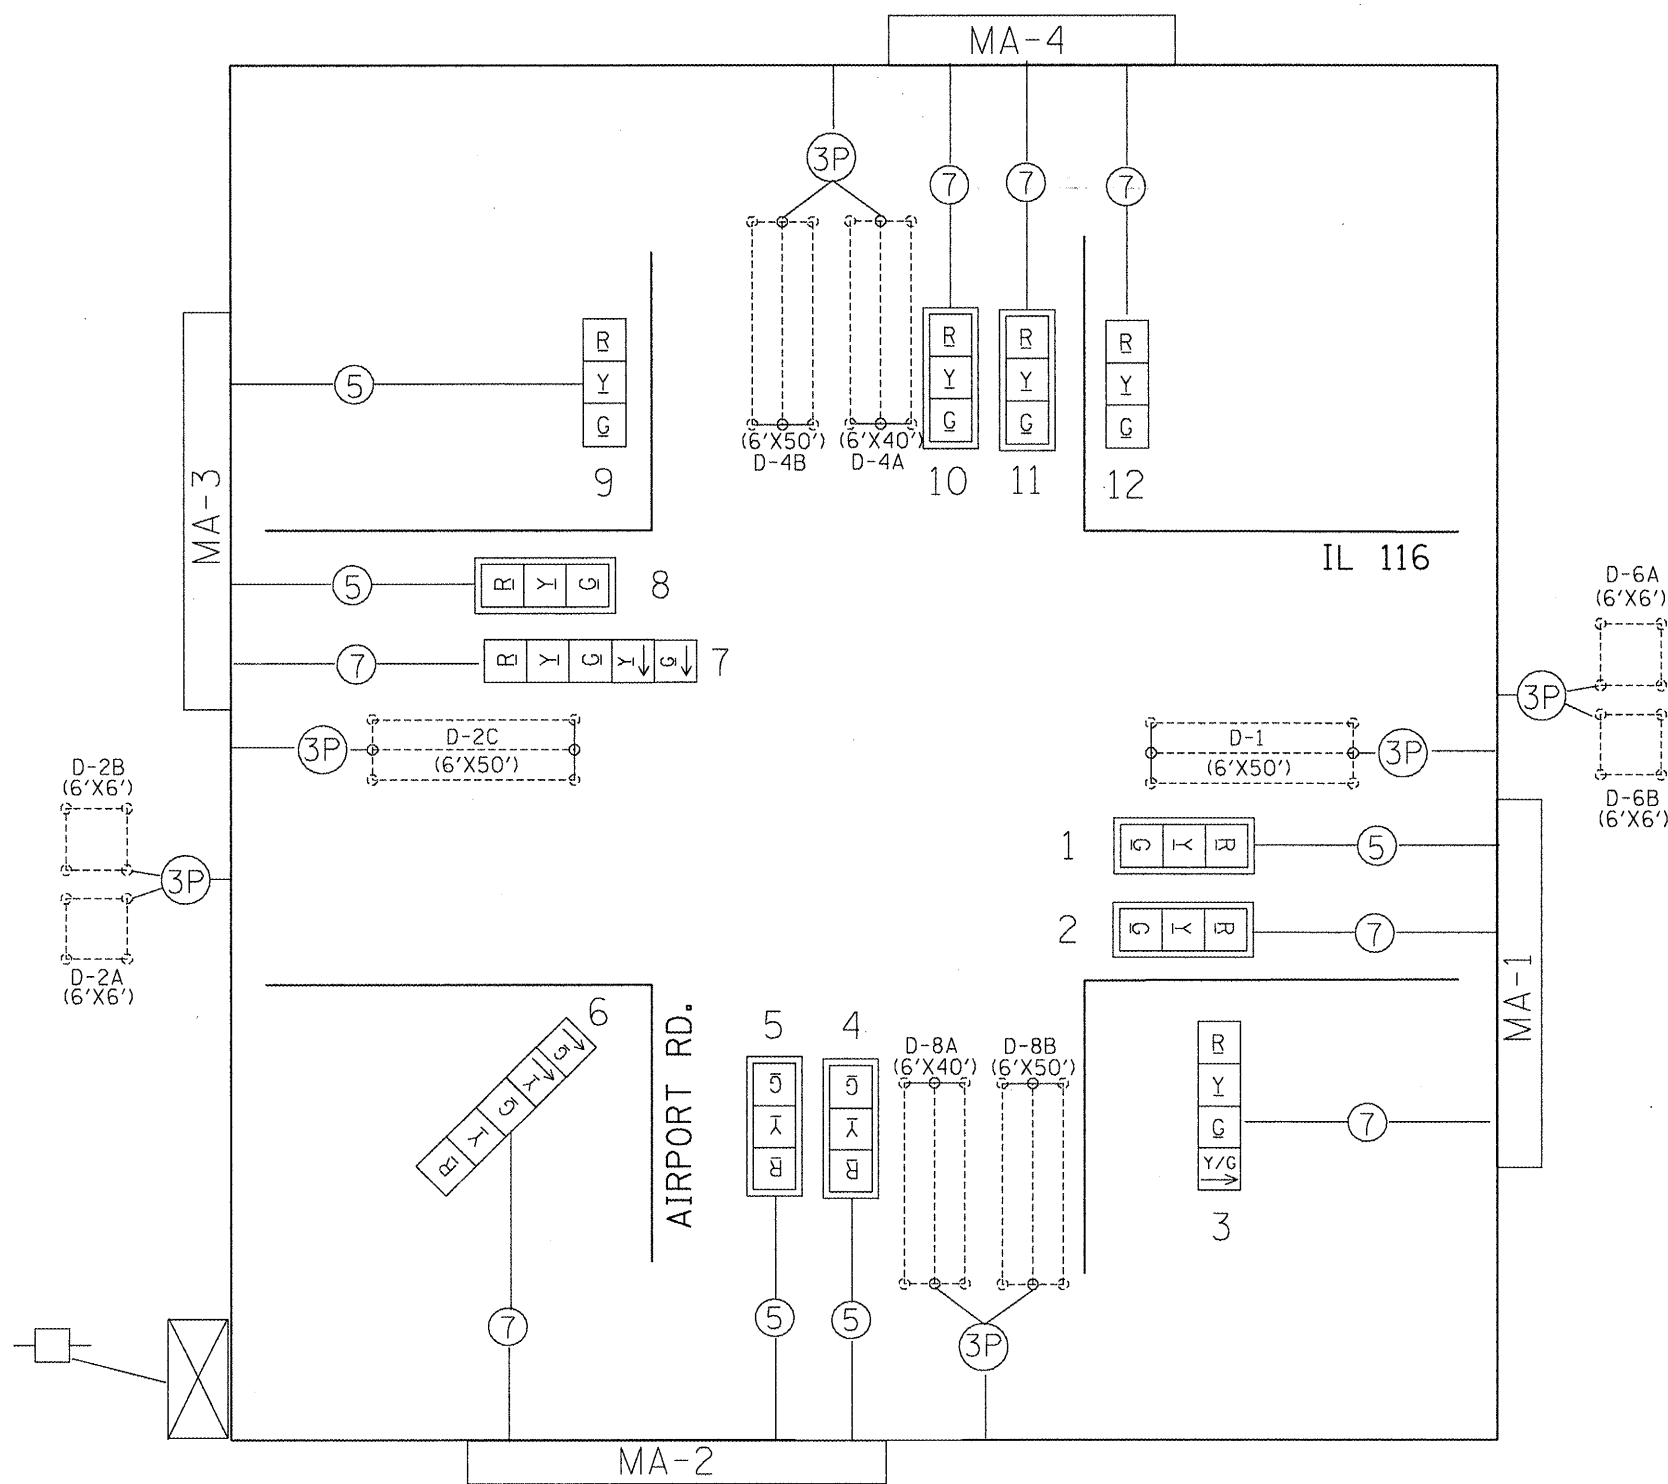 MA-4
3P
7
7
7
R
Y
G
R
Y
G
R
Y
G
R
Y
G
5
(6'X50')
D-4B
(6'X40')
D-4A
9
10
11
12
MA-3
IL 116
5
R Y G
8
7
R Y G Y G
7
D-6A
(6'X6')
3P
D-6B
(6'X6')
3P
D-2C
(6'X50')
D-1
(6'X50')
3P
D-2B
(6'X6')
3P
D-2A
(6'X6')
1
G Y R
5
2
G Y R
7
MA-1
6
R Y G Y G
7
AIRPORT RD.
5
G
Y
R
5
4
G
Y
R
5
D-8A
(6'X40')
D-8B
(6'X50')
3P
R
Y
G
Y/G
7
3
MA-2